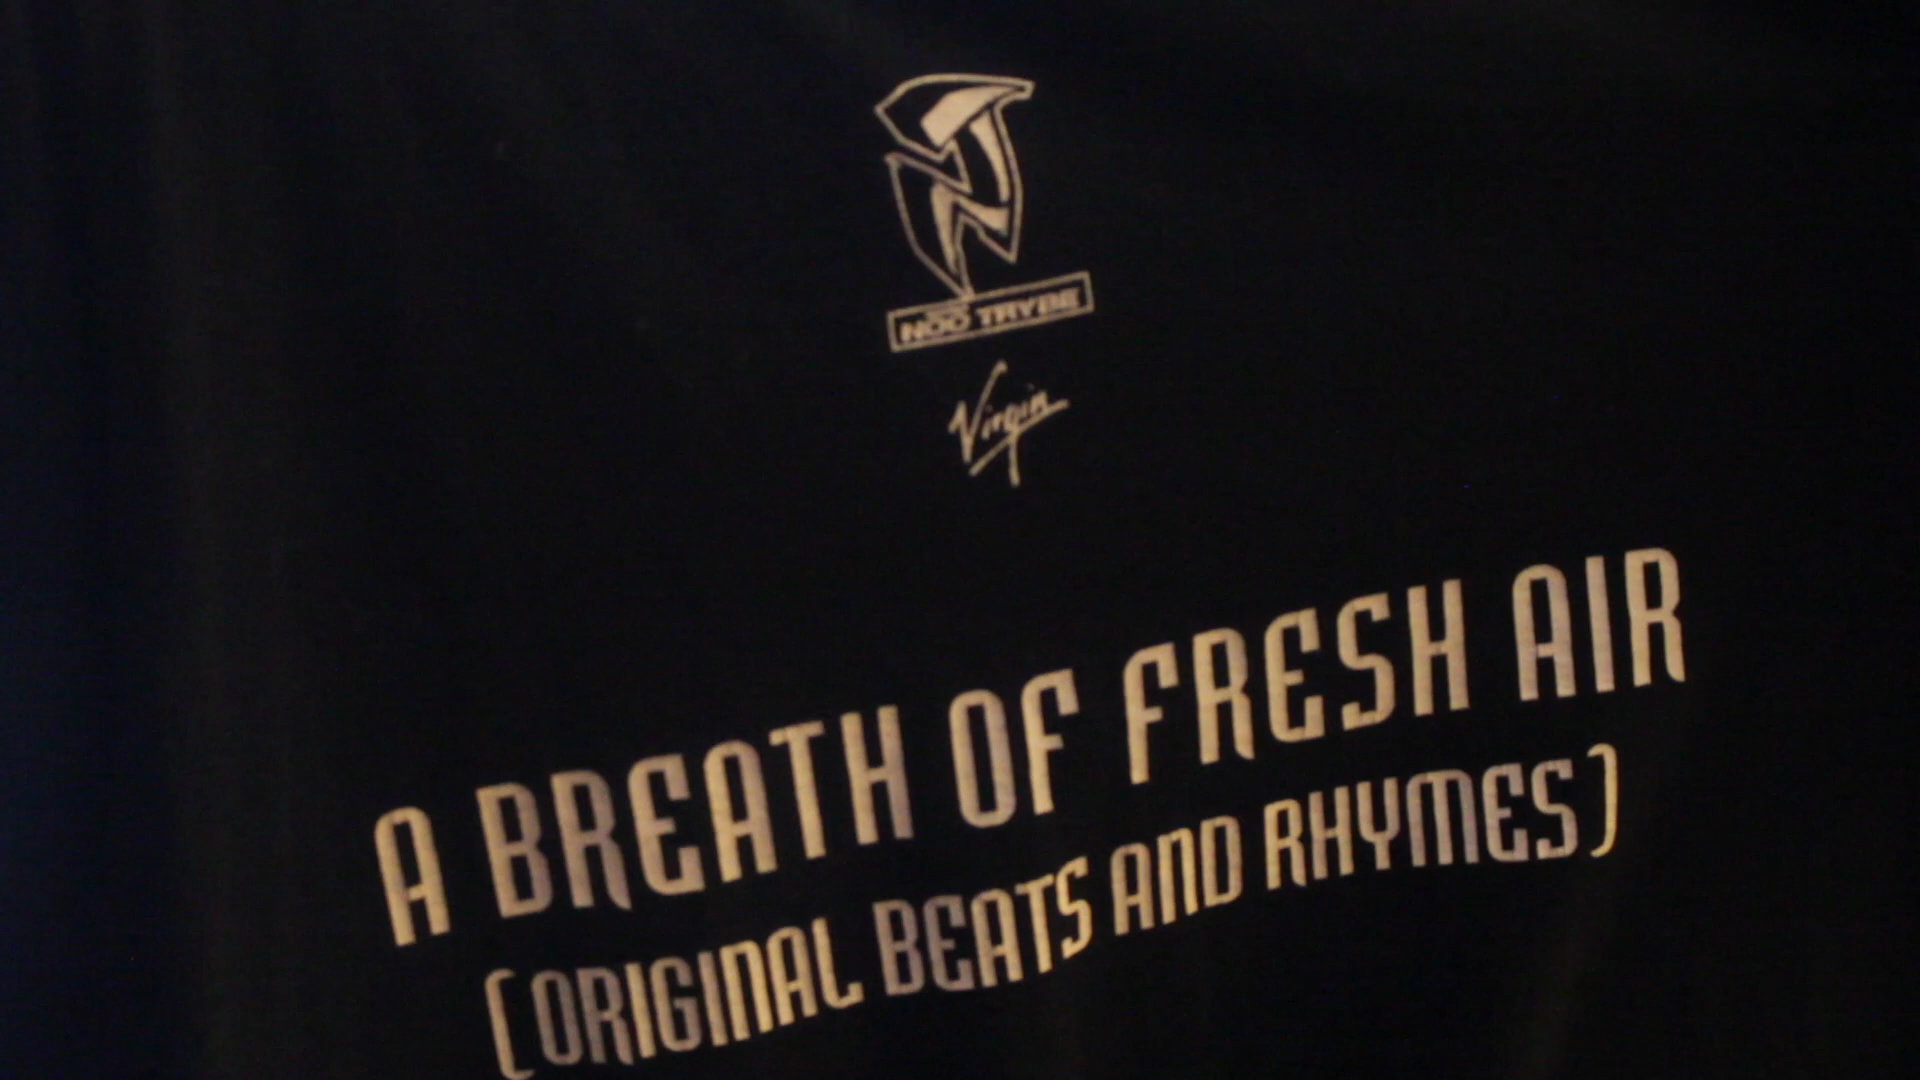 NOO TRYBE
Virgin
A BREATH OF FRESH AIR
(ORIGINAL BEATS AND RHYMES)